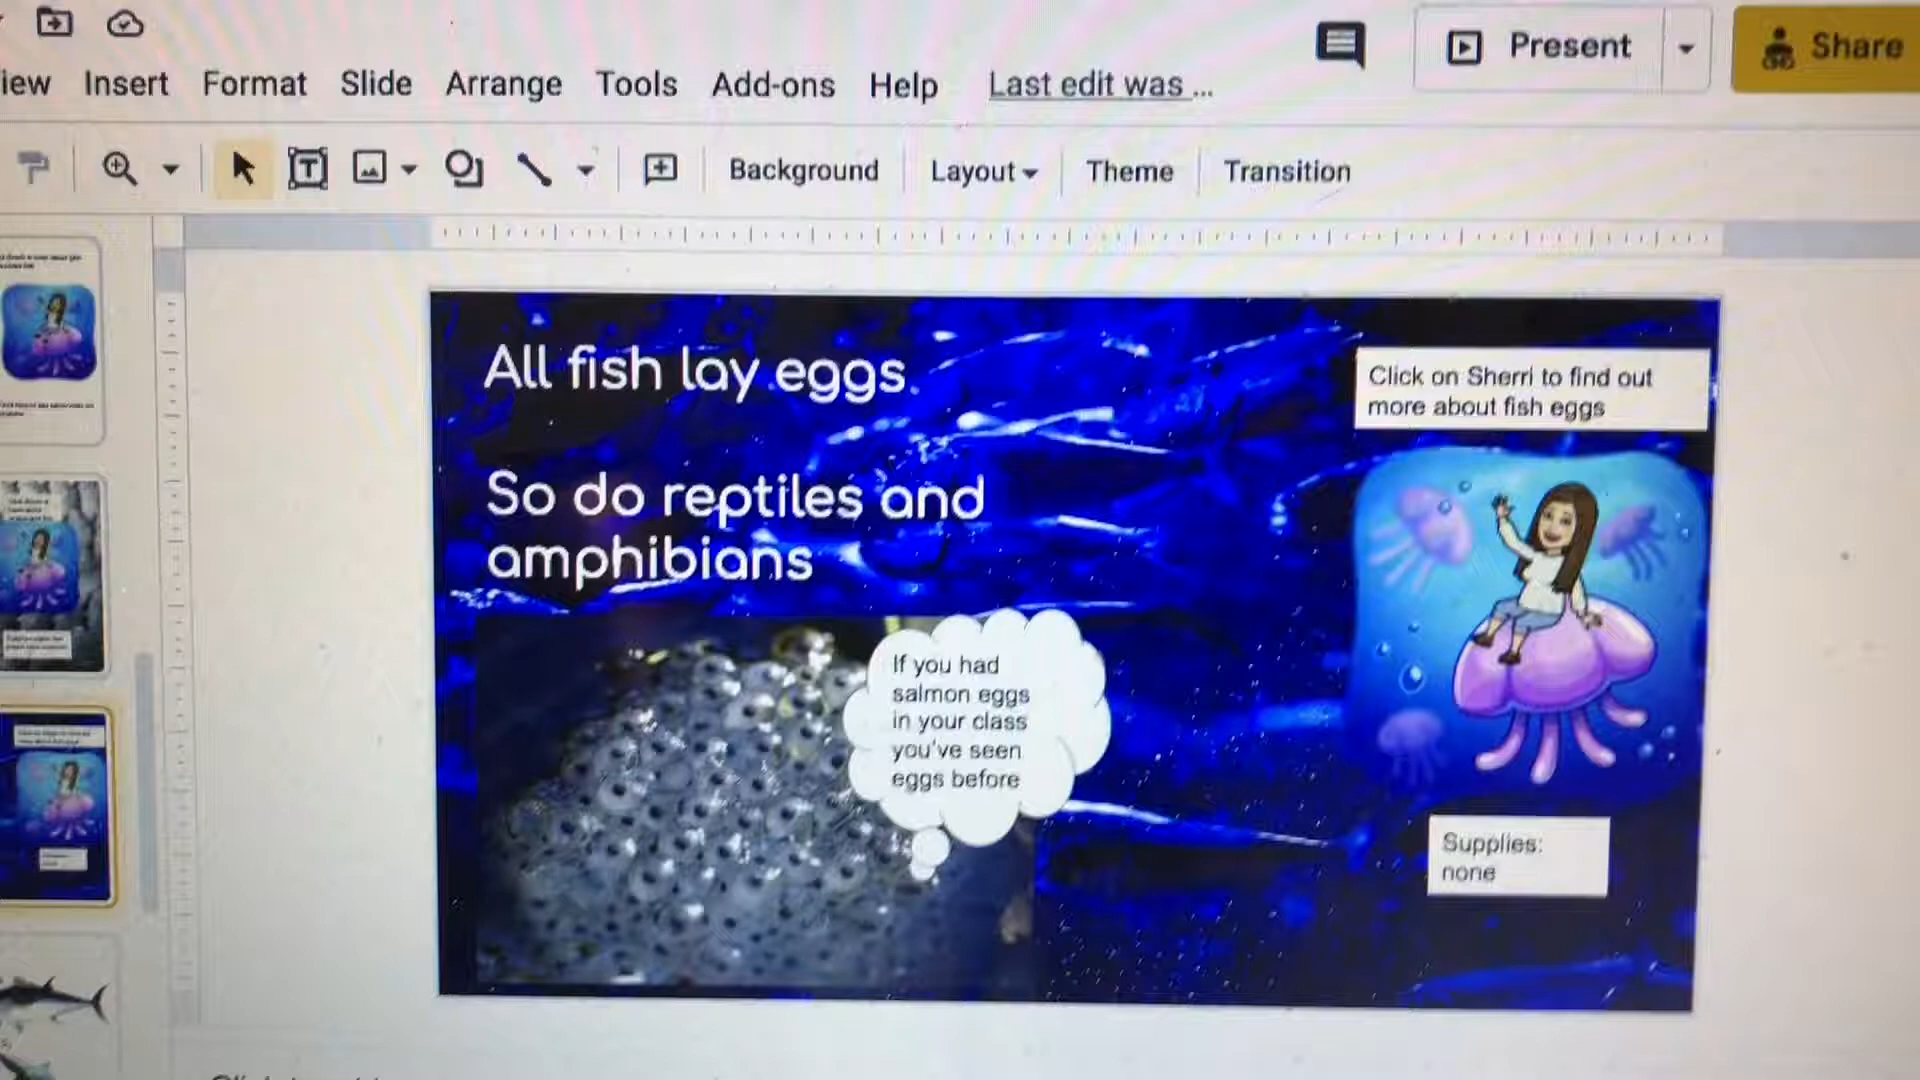 iew Insert Format Slide Arrange Tools Add-ons Help Last edit was ...
Present
Share
Background Layout Theme Transition
All fish lay eggs
So do reptiles and
amphibians
Click on Sherri to find out
more about fish eggs
If you had
salmon eggs
in your class
you've seen
eggs before
Supplies:
none